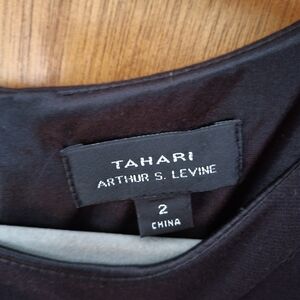 TAHARI
ARTHUR S. LEVINE
2
CHINA